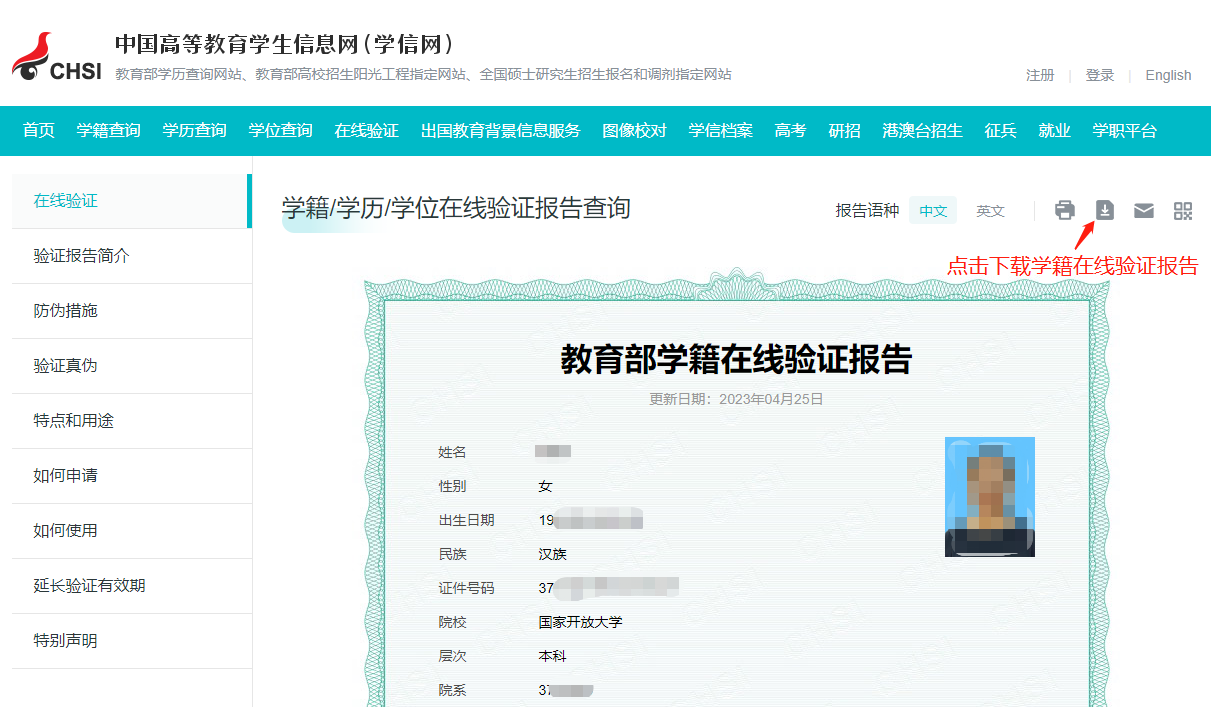 中国高等教育学生信息网(学信网)
CHSI
教育部学历查询网站、教育部高校招生阳光工程指定网站、全国硕士研究生招生报名和调剂指定网站
注册 | 登录 | English
首页 学籍查询 学历查询 学位查询 在线验证 出国教育背景信息服务 图像校对 学信档案 高考 研招 港澳台招生 征兵 就业 学职平台
在线验证
验证报告简介
防伪措施
验证真伪
特点和用途
如何申请
如何使用
延长验证有效期
特别声明
学籍/学历/学位在线验证报告查询
报告语种 中文 英文
点击下载学籍在线验证报告
教育部学籍在线验证报告
更新日期：2023年04月25日
姓名
性别 女
出生日期 19
民族 汉族
证件号码 37
院校 国家开放大学
层次 本科
院系 37